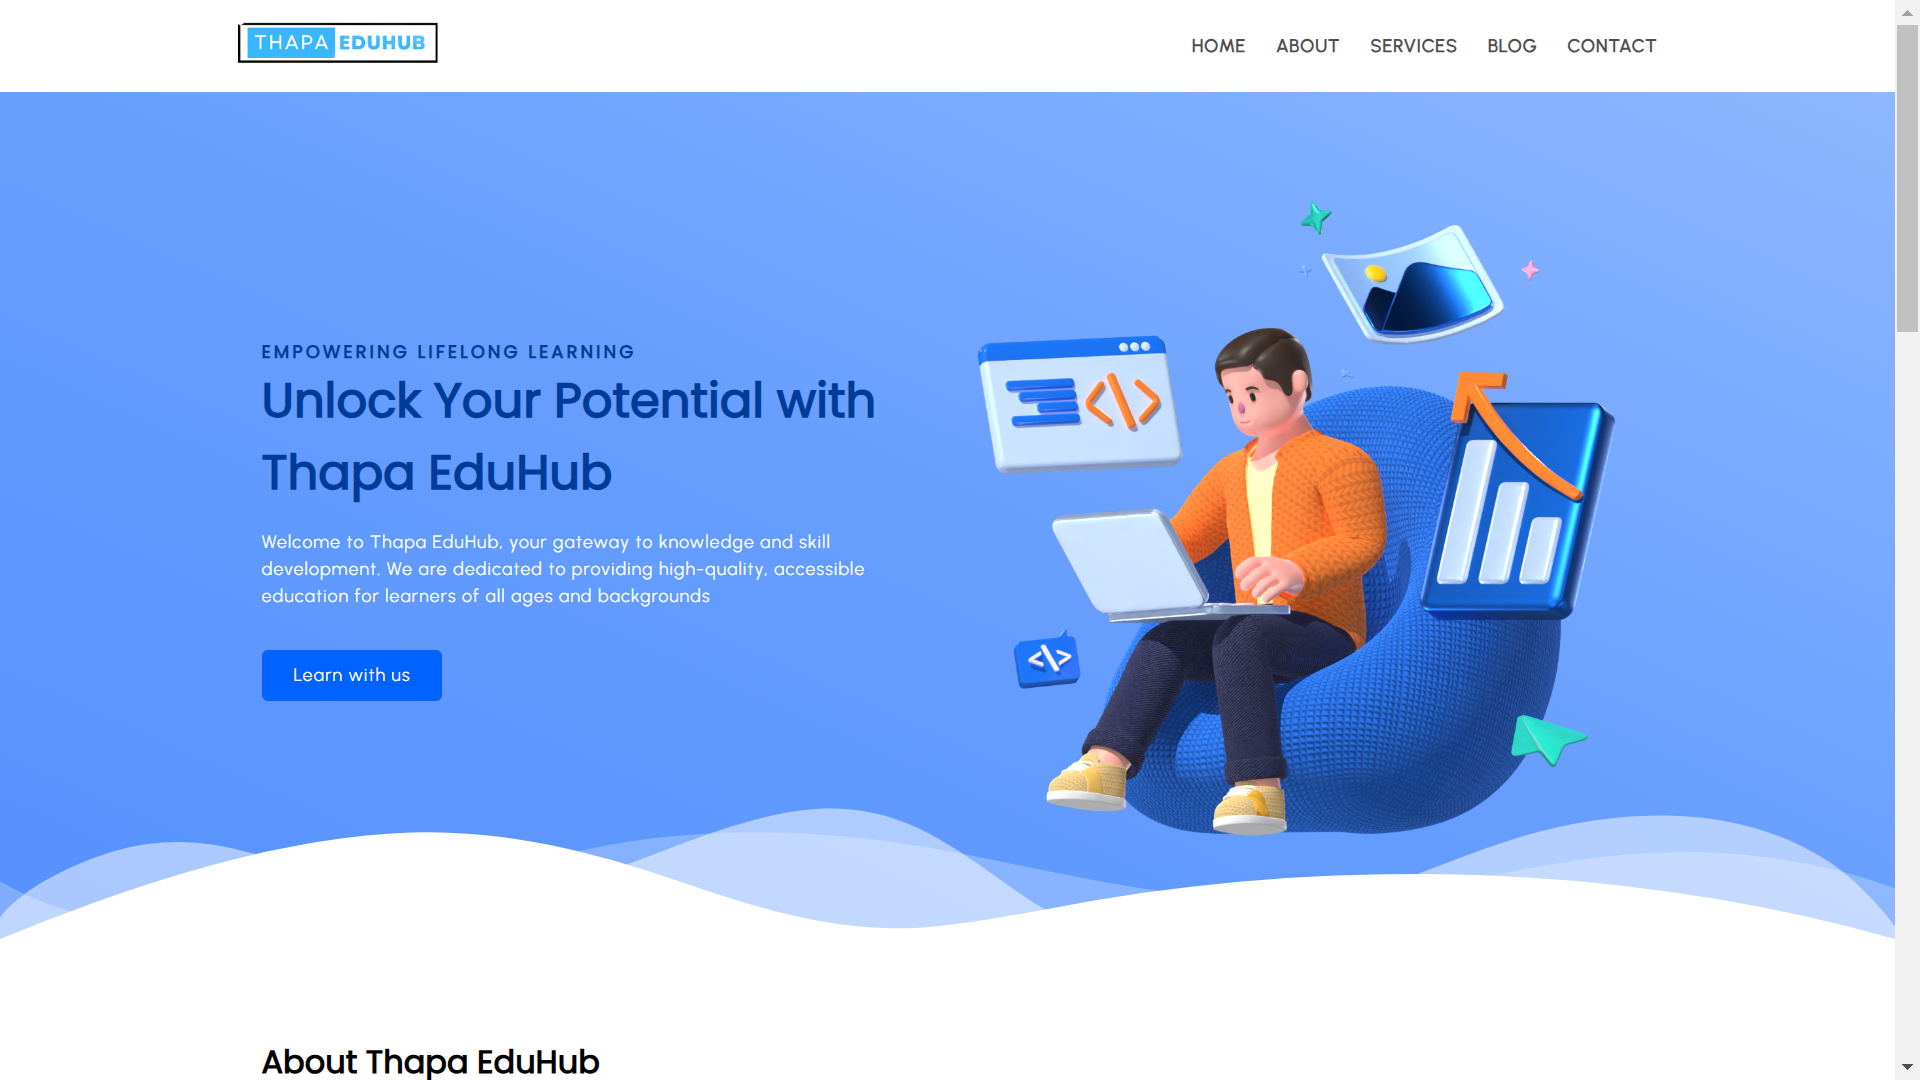 THAPA EDUHUB
HOME ABOUT SERVICES BLOG CONTACT
EMPOWERING LIFELONG LEARNING
Unlock Your Potential with
Thapa EduHub
Welcome to Thapa EduHub, your gateway to knowledge and skill
development. We are dedicated to providing high-quality, accessible
education for learners of all ages and backgrounds
Learn with us
</>
</>
About Thapa EduHub